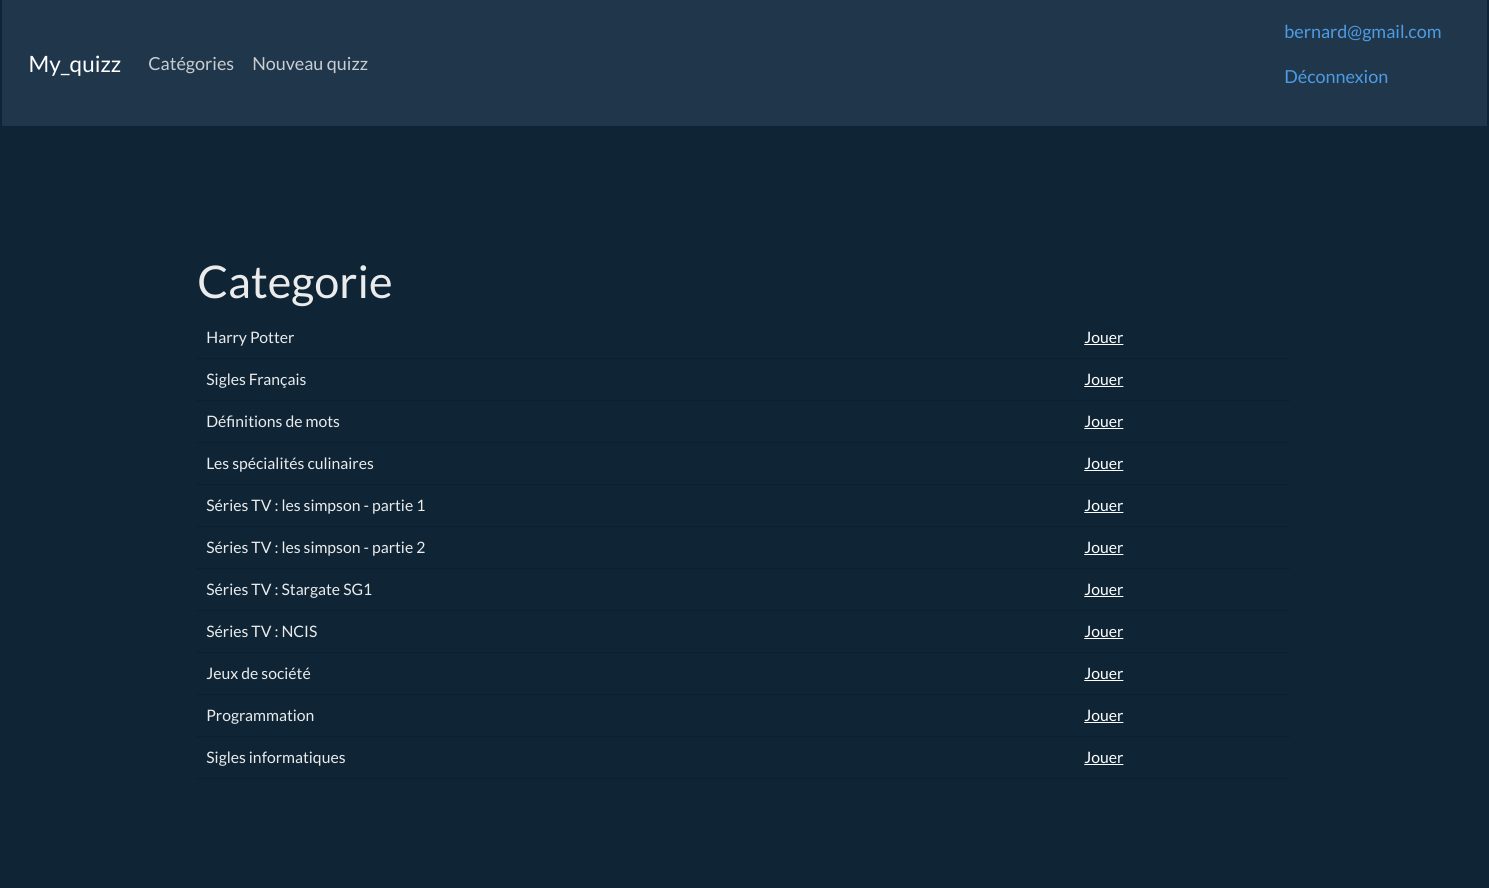 My_quizz Catégories Nouveau quizz
bernard@gmail.com
Déconnexion
Categorie
Harry Potter Jouer
Sigles Français Jouer
Définitions de mots Jouer
Les spécialités culinaires Jouer
Séries TV : les simpson - partie 1 Jouer
Séries TV : les simpson - partie 2 Jouer
Séries TV : Stargate SG1 Jouer
Séries TV : NCIS Jouer
Jeux de société Jouer
Programmation Jouer
Sigles informatiques Jouer